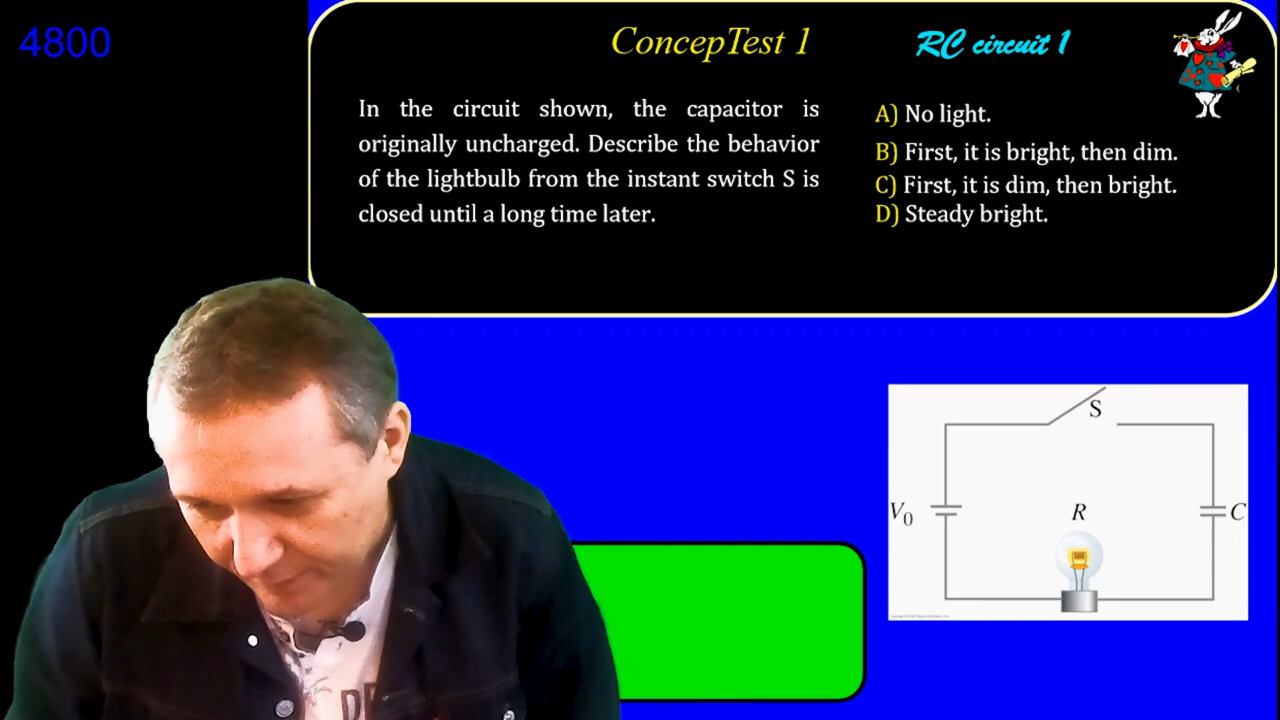 4800
ConcepTest 1
RC circuit 1
In the circuit shown, the capacitor is
originally uncharged. Describe the behavior
of the lightbulb from the instant switch S is
closed until a long time later.
A) No light.
B) First, it is bright, then dim.
C) First, it is dim, then bright.
D) Steady bright.
S
V0
R
C